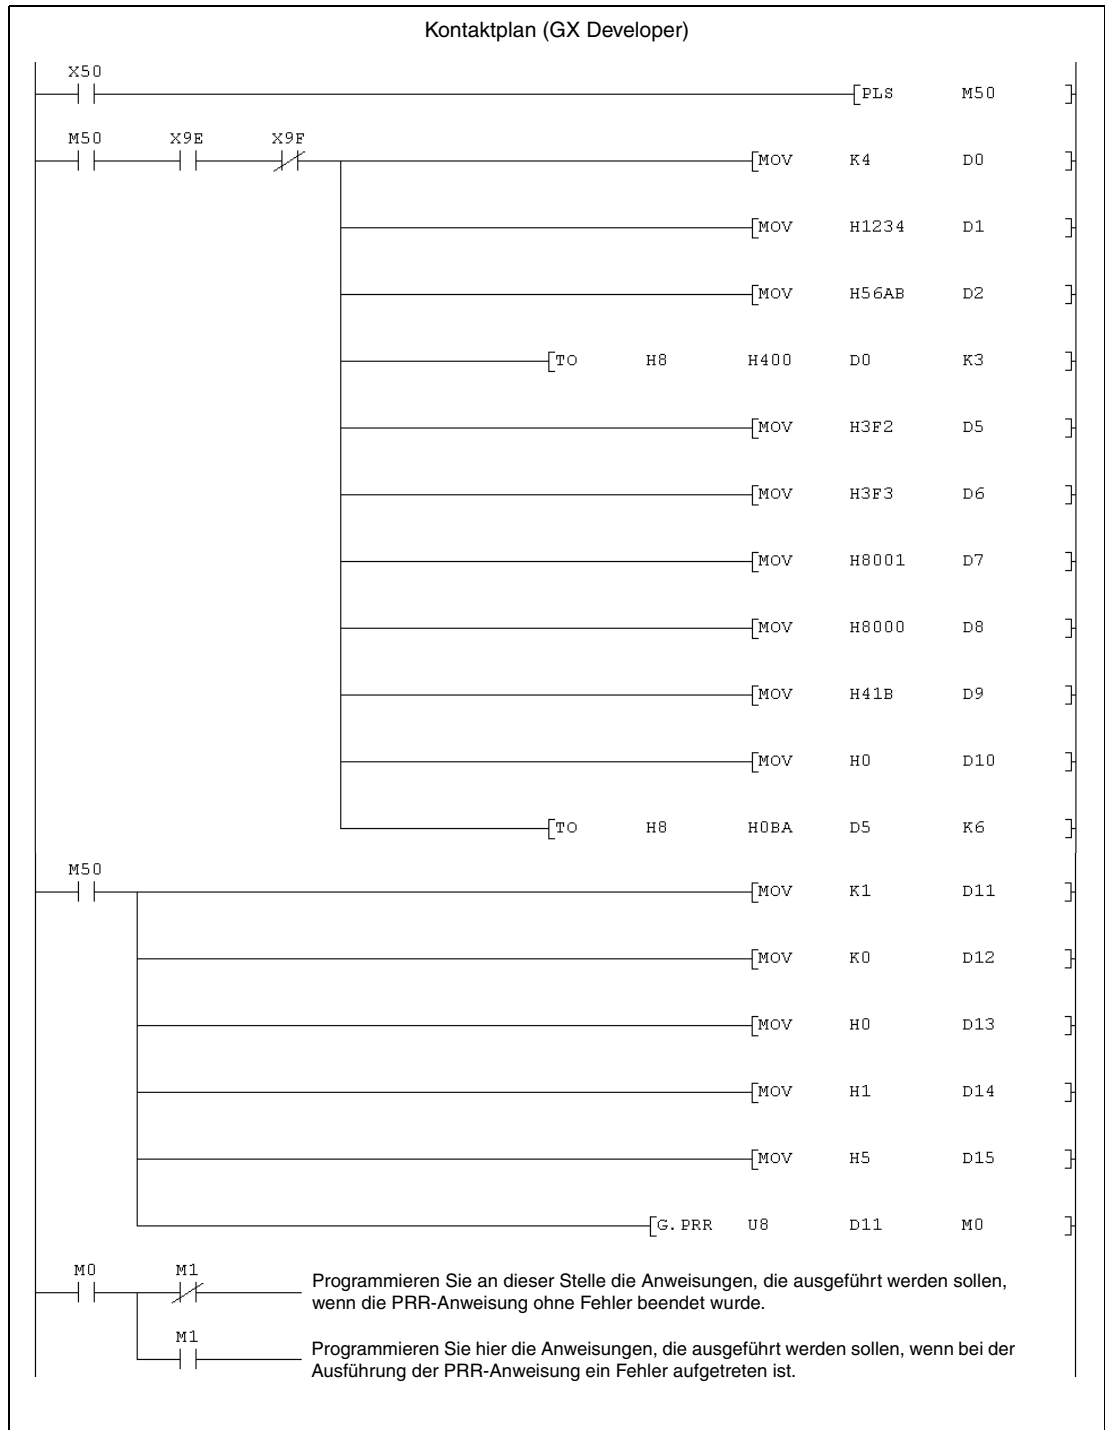 Kontaktplan (GX Developer)
X50
PLS M50
M50 X9E X9F
MOV K4 D0
MOV H1234 D1
MOV H56AB D2
TO H8 H400 D0 K3
MOV H3F2 D5
MOV H3F3 D6
MOV H8001 D7
MOV H8000 D8
MOV H41B D9
MOV H0 D10
TO H8 H0BA D5 K6
M50
MOV K1 D11
MOV K0 D12
MOV H0 D13
MOV H1 D14
MOV H5 D15
G.PRR U8 D11 M0
M0 M1
Programmieren Sie an dieser Stelle die Anweisungen, die ausgeführt werden sollen,
wenn die PRR-Anweisung ohne Fehler beendet wurde.
M1
Programmieren Sie hier die Anweisungen, die ausgeführt werden sollen, wenn bei der
Ausführung der PRR-Anweisung ein Fehler aufgetreten ist.